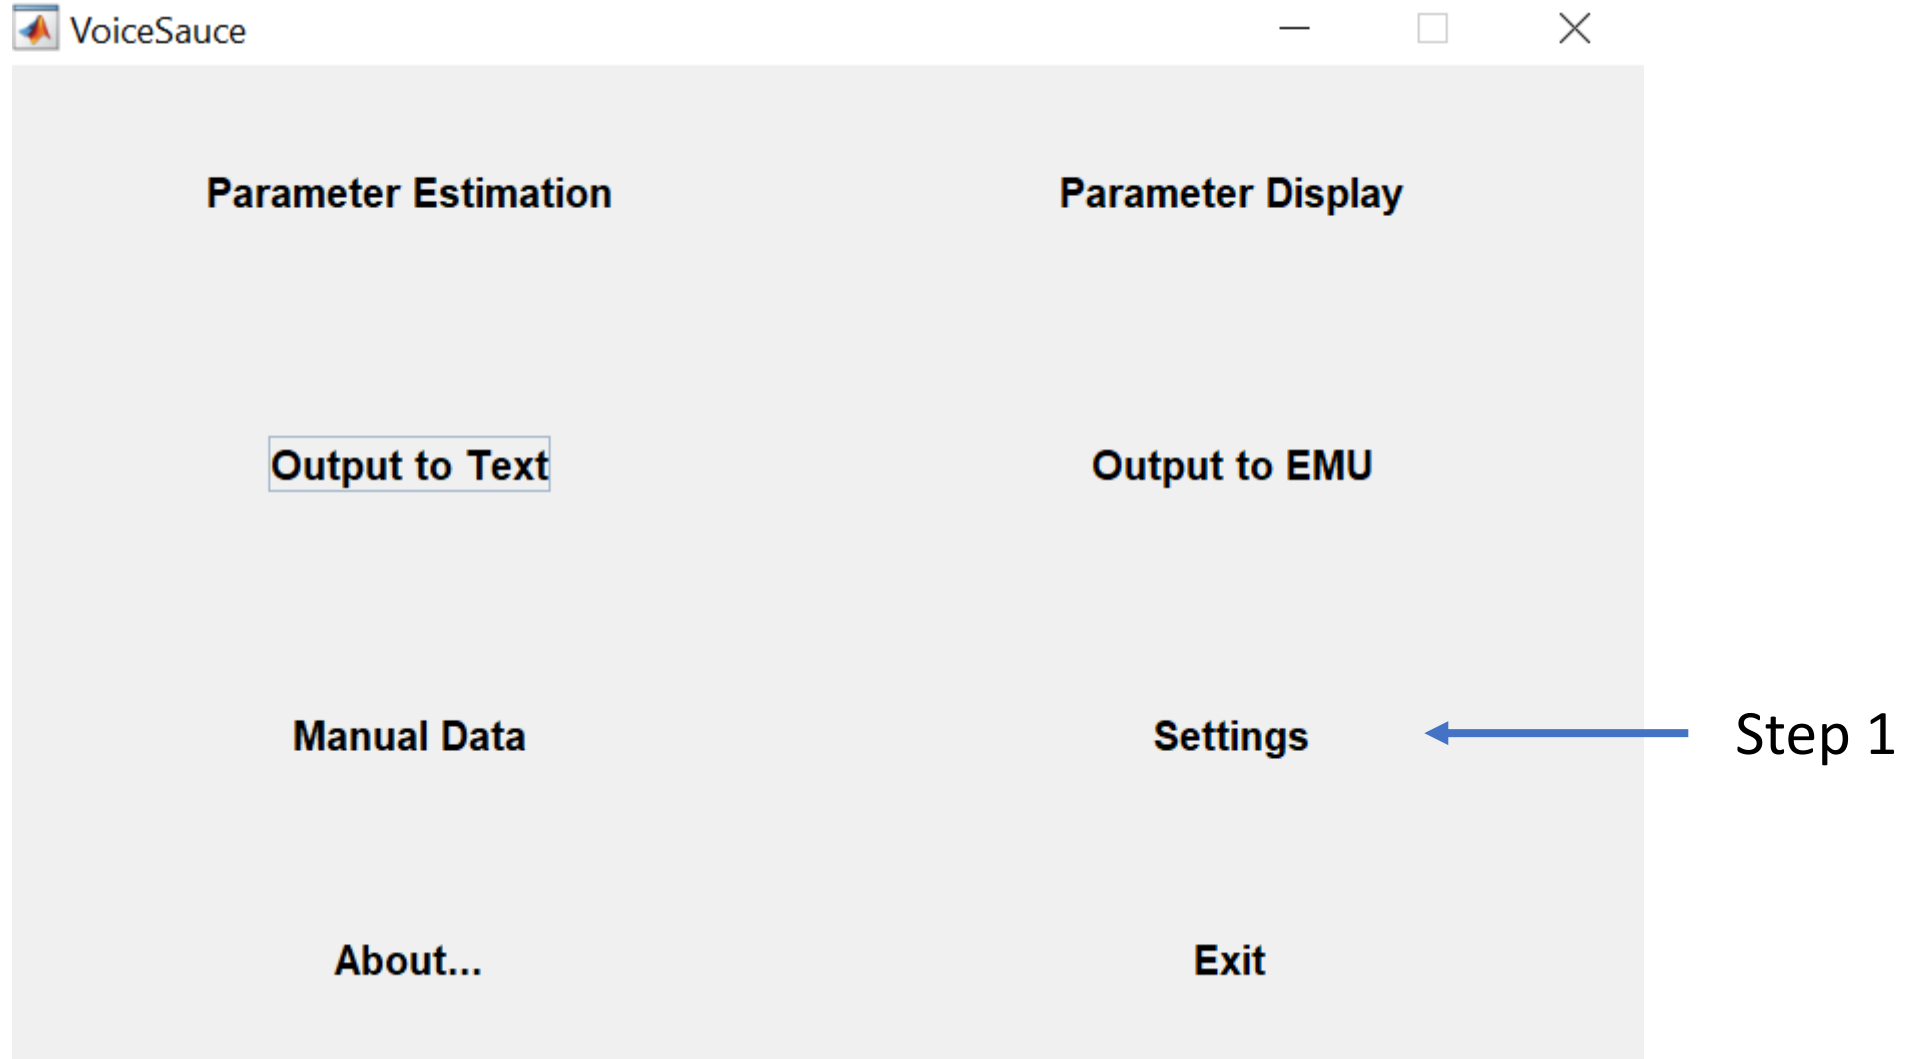 VoiceSauce
Parameter Estimation
Parameter Display
Output to Text
Output to EMU
Manual Data
Settings
Step 1
About...
Exit